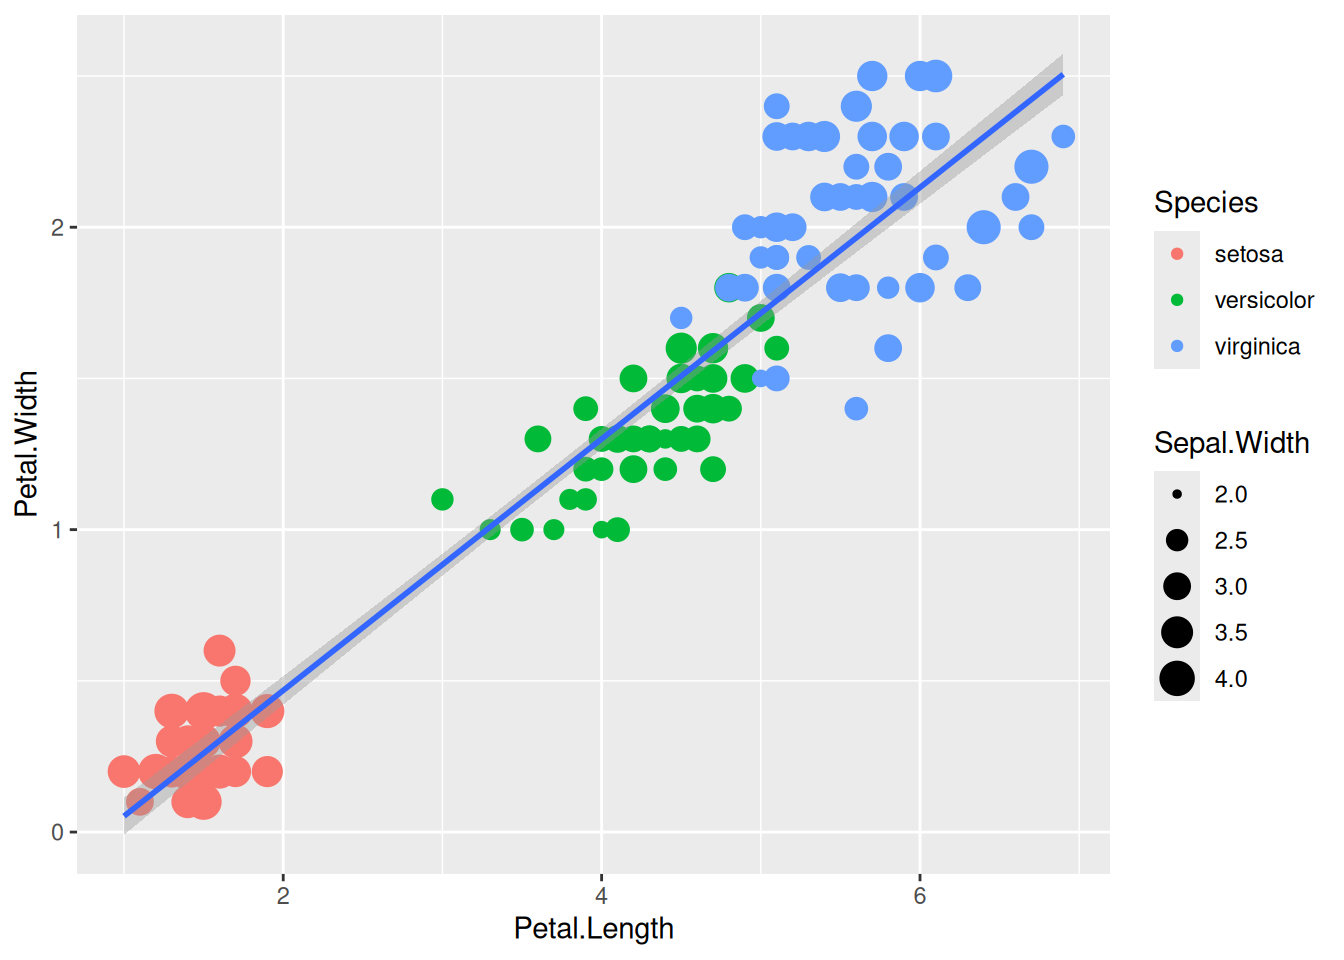 2
1
0
2
4
6
Petal.Width
Petal.Length
Species
setosa
versicolor
virginica
Sepal.Width
2.0
2.5
3.0
3.5
4.0